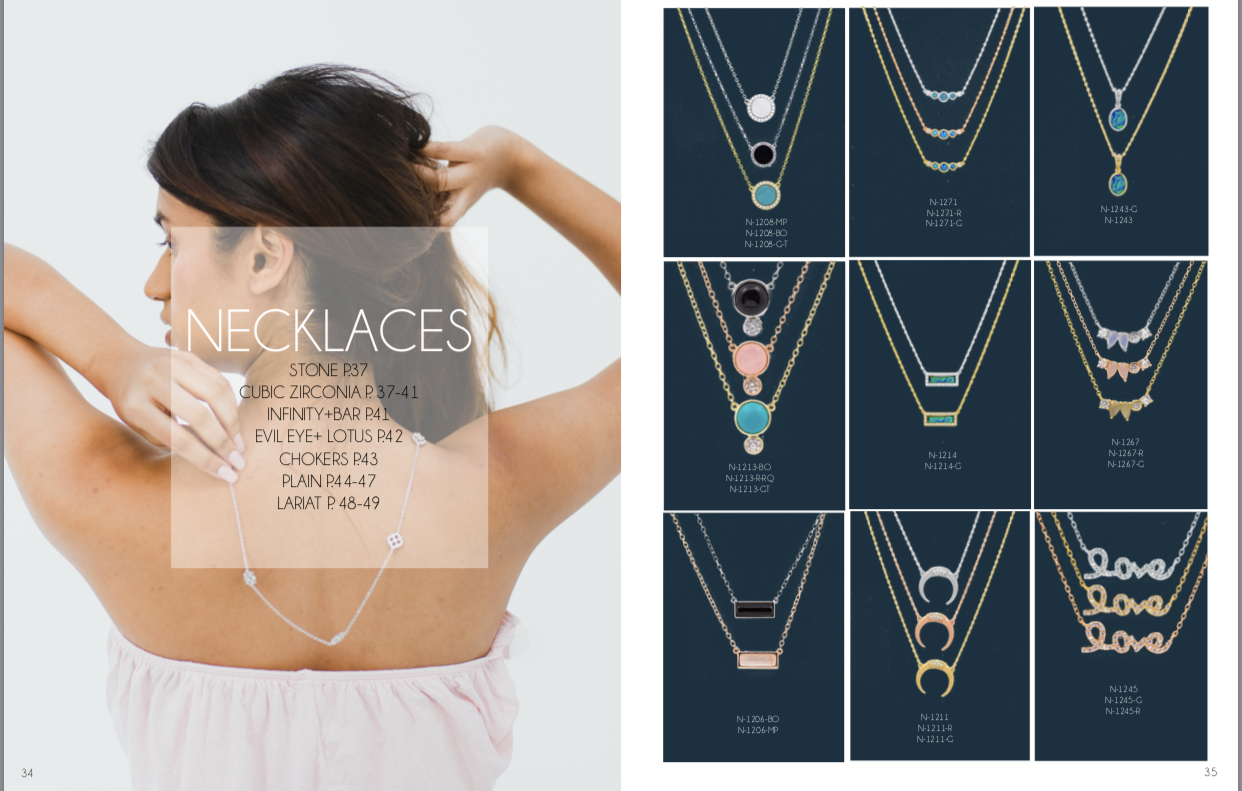 NECKLACES
STONE P.37
CUBIC ZIRCONIA P. 37-41
INFINITY+BAR P.41
EVIL EYE+ LOTUS P.42
CHOKERS P.43
PLAIN P.44-47
LARIAT P. 48-49
34
N-1208-MP
N-1208-BO
N-1208-G-T
N-1271
N-1271-R
N-1271-G
N-1243-G
N-1243
N-1213-BO
N-1213-R-RQ
N-1213-GT
N-1214
N-1214-G
N-1267
N-1267-R
N-1267-G
N-1206-BO
N-1206-MP
N-1211
N-1211-R
N-1211-G
love
love
love
N-1245
N-1245-G
N-1245-R
35